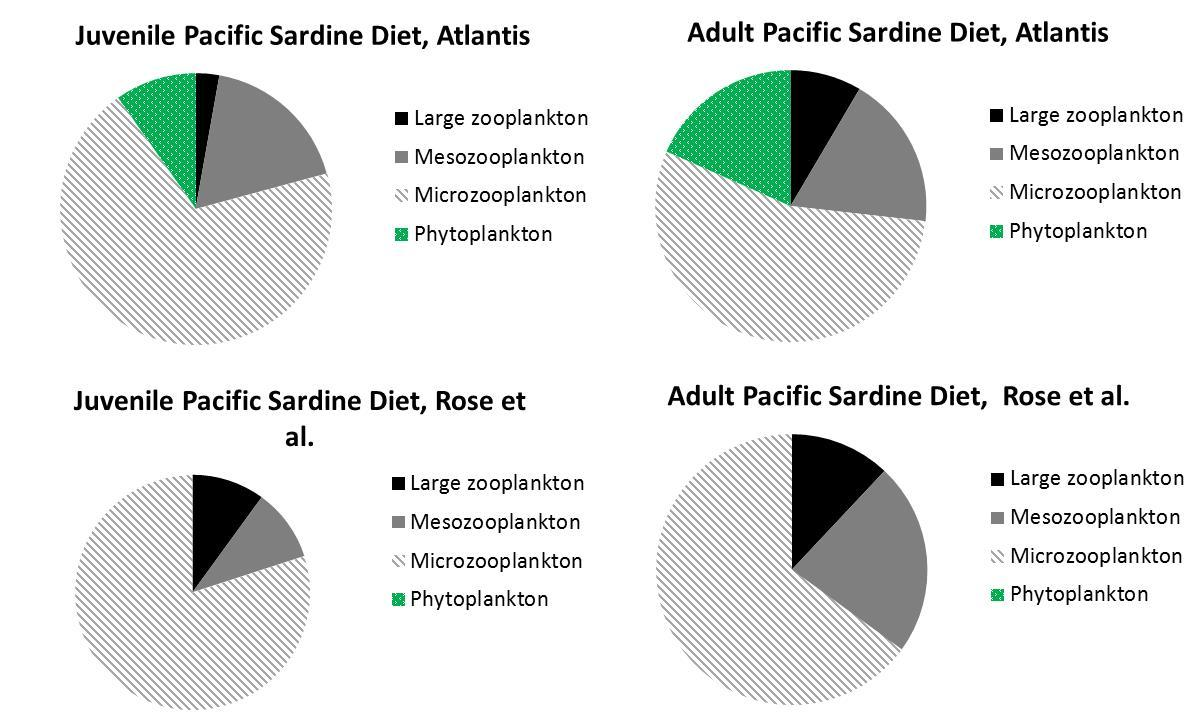 Juvenile Pacific Sardine Diet, Atlantis
Large zooplankton
Mesozooplankton
Microzooplankton
Phytoplankton
Adult Pacific Sardine Diet, Atlantis
Large zooplankton
Mesozooplankton
Microzooplankton
Phytoplankton
Juvenile Pacific Sardine Diet, Rose et
al.
Large zooplankton
Mesozooplankton
Microzooplankton
Phytoplankton
Adult Pacific Sardine Diet,  Rose et al.
Large zooplankton
Mesozooplankton
Microzooplankton
Phytoplankton